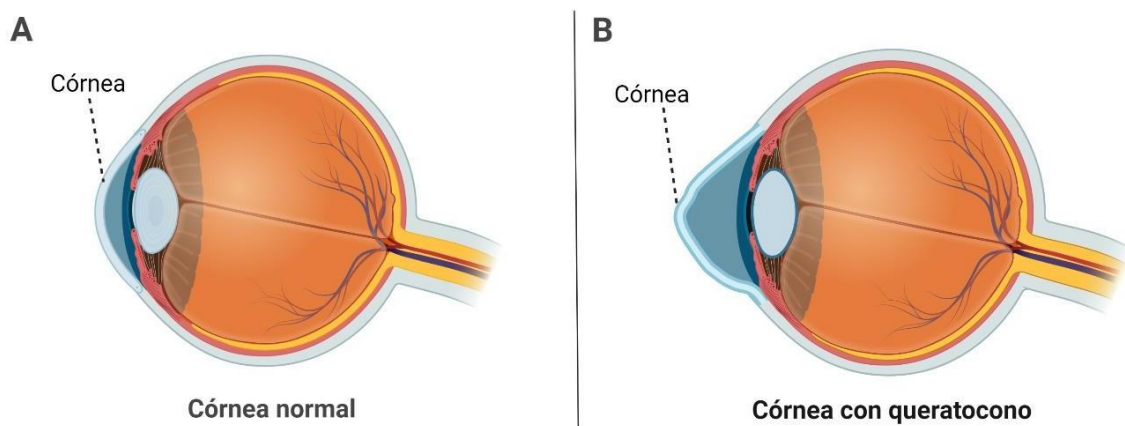 A
Córnea
Córnea normal
B
Córnea
Córnea con queratocono